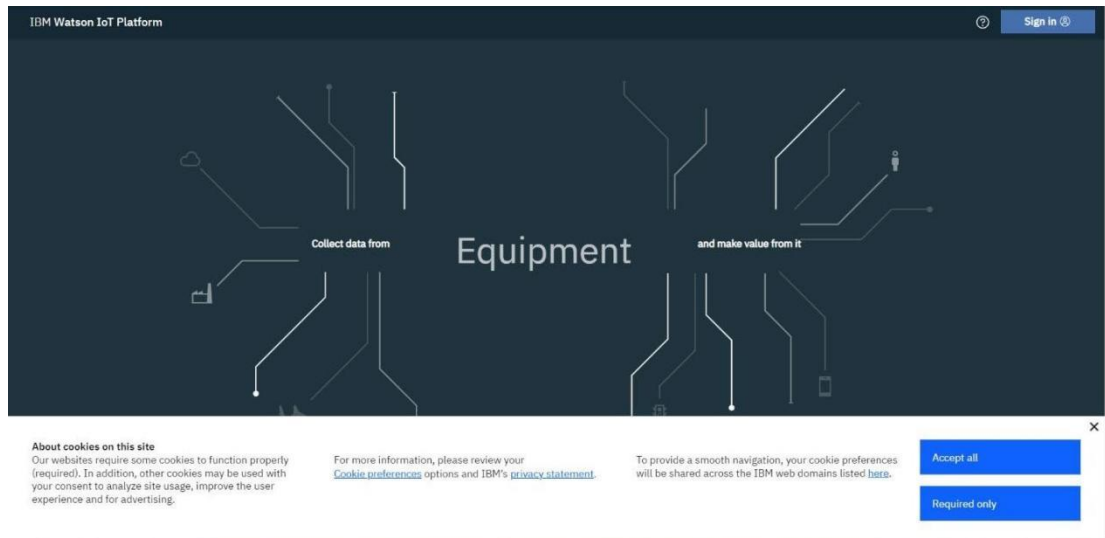 IBM Watson IoT Platform
Sign in
Collect data from
Equipment
and make value from it
About cookies on this site
Our websites require some cookies to function properly
(required). In addition, other cookies may be used with
your consent to analyze site usage, improve the user
experience and for advertising.
For more information, please review your
Cookie preferences options and IBM's privacy statement.
To provide a smooth navigation, your cookie preferences
will be shared across the IBM web domains listed here.
Accept all
Required only